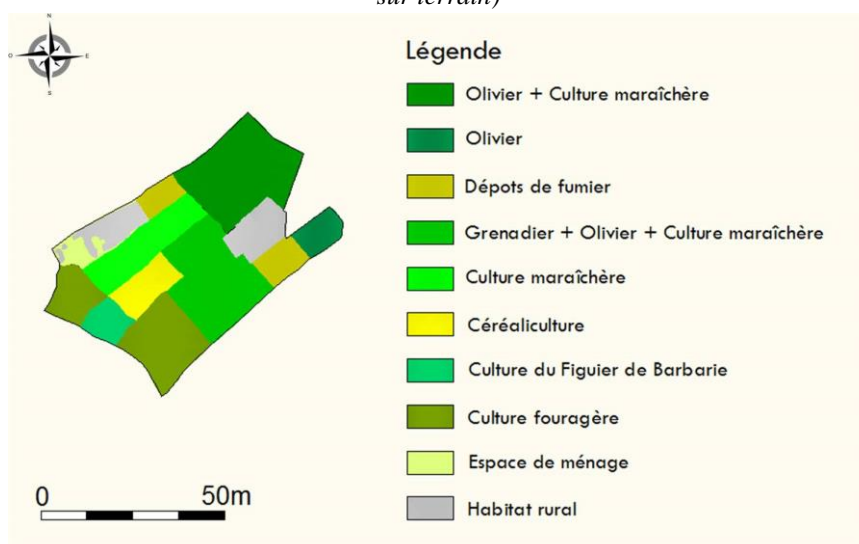 sur terrain)
N
O
E
S
Légende
Olivier + Culture maraîchère
Olivier
Dépots de fumier
Grenadier + Olivier + Culture maraîchère
Culture maraîchère
Céréaliculture
Culture du Figuier de Barbarie
Culture fouragère
Espace de ménage
Habitat rural
0 50m